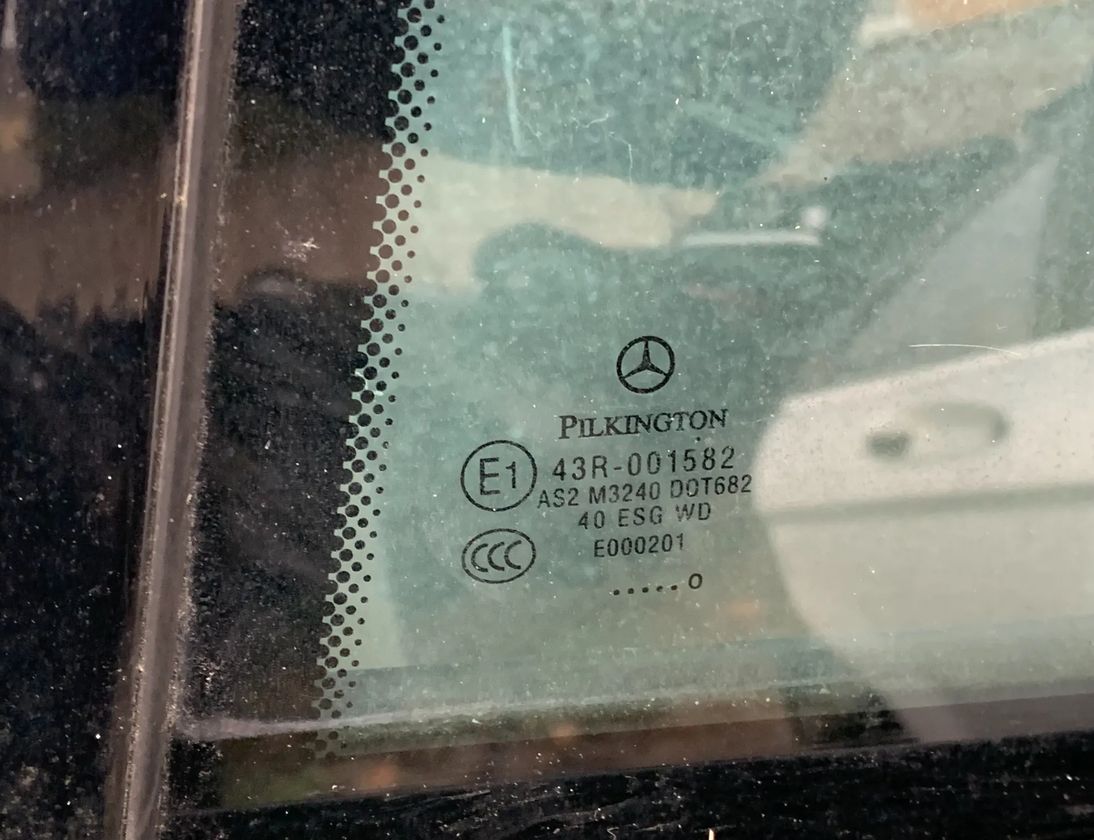 PILKINGTON
E1 43R-001582
AS2 M3240 DOT682
40 ESG WD
CCC E000201
.....o